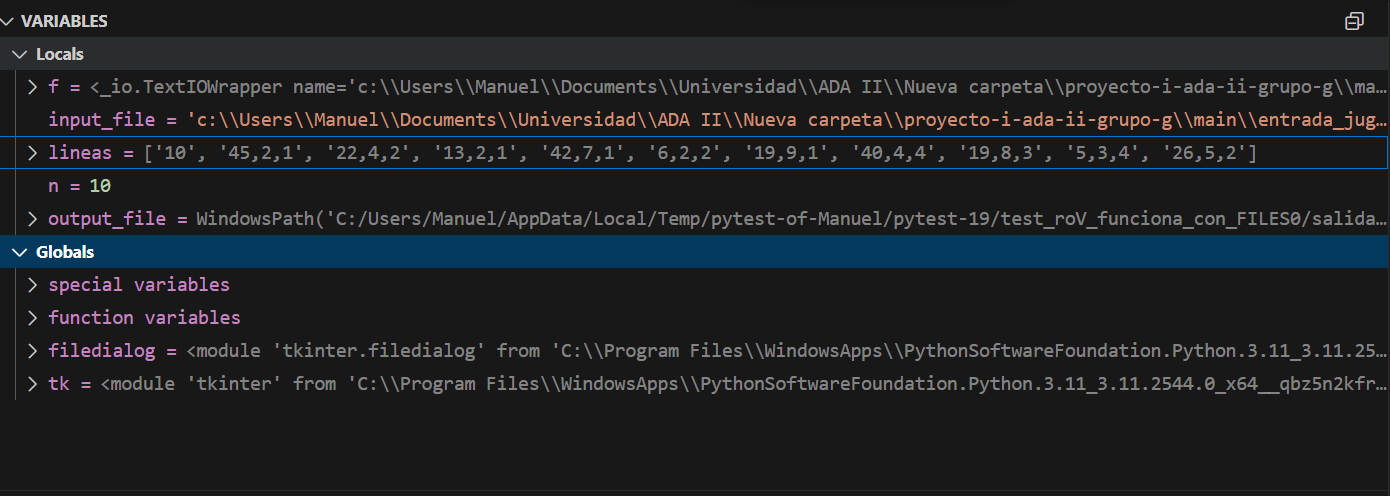 VARIABLES
Locals
f = <_io.TextIOWrapper name='c:\\Users\\Manuel\\Documents\\Universidad\\ADA II\\Nueva carpeta\\proyecto-i-ada-ii-grupo-g\\ma...
input_file = 'c:\\Users\\Manuel\\Documents\\Universidad\\ADA II\\Nueva carpeta\\proyecto-i-ada-ii-grupo-g\\main\\entrada_jug...
lineas = ['10', '45,2,1', '22,4,2', '13,2,1', '42,7,1', '6,2,2', '19,9,1', '40,4,4', '19,8,3', '5,3,4', '26,5,2']
n = 10
output_file = WindowsPath('C:/Users/Manuel/AppData/Local/Temp/pytest-of-Manuel/pytest-19/test_roV_funciona_con_FILES0/salida...
Globals
special variables
function variables
filedialog = <module 'tkinter.filedialog' from 'C:\\Program Files\\WindowsApps\\PythonSoftwareFoundation.Python.3.11_3.11.25...
tk = <module 'tkinter' from 'C:\\Program Files\\WindowsApps\\PythonSoftwareFoundation.Python.3.11_3.11.2544.0_x64__qbz5n2kfr...